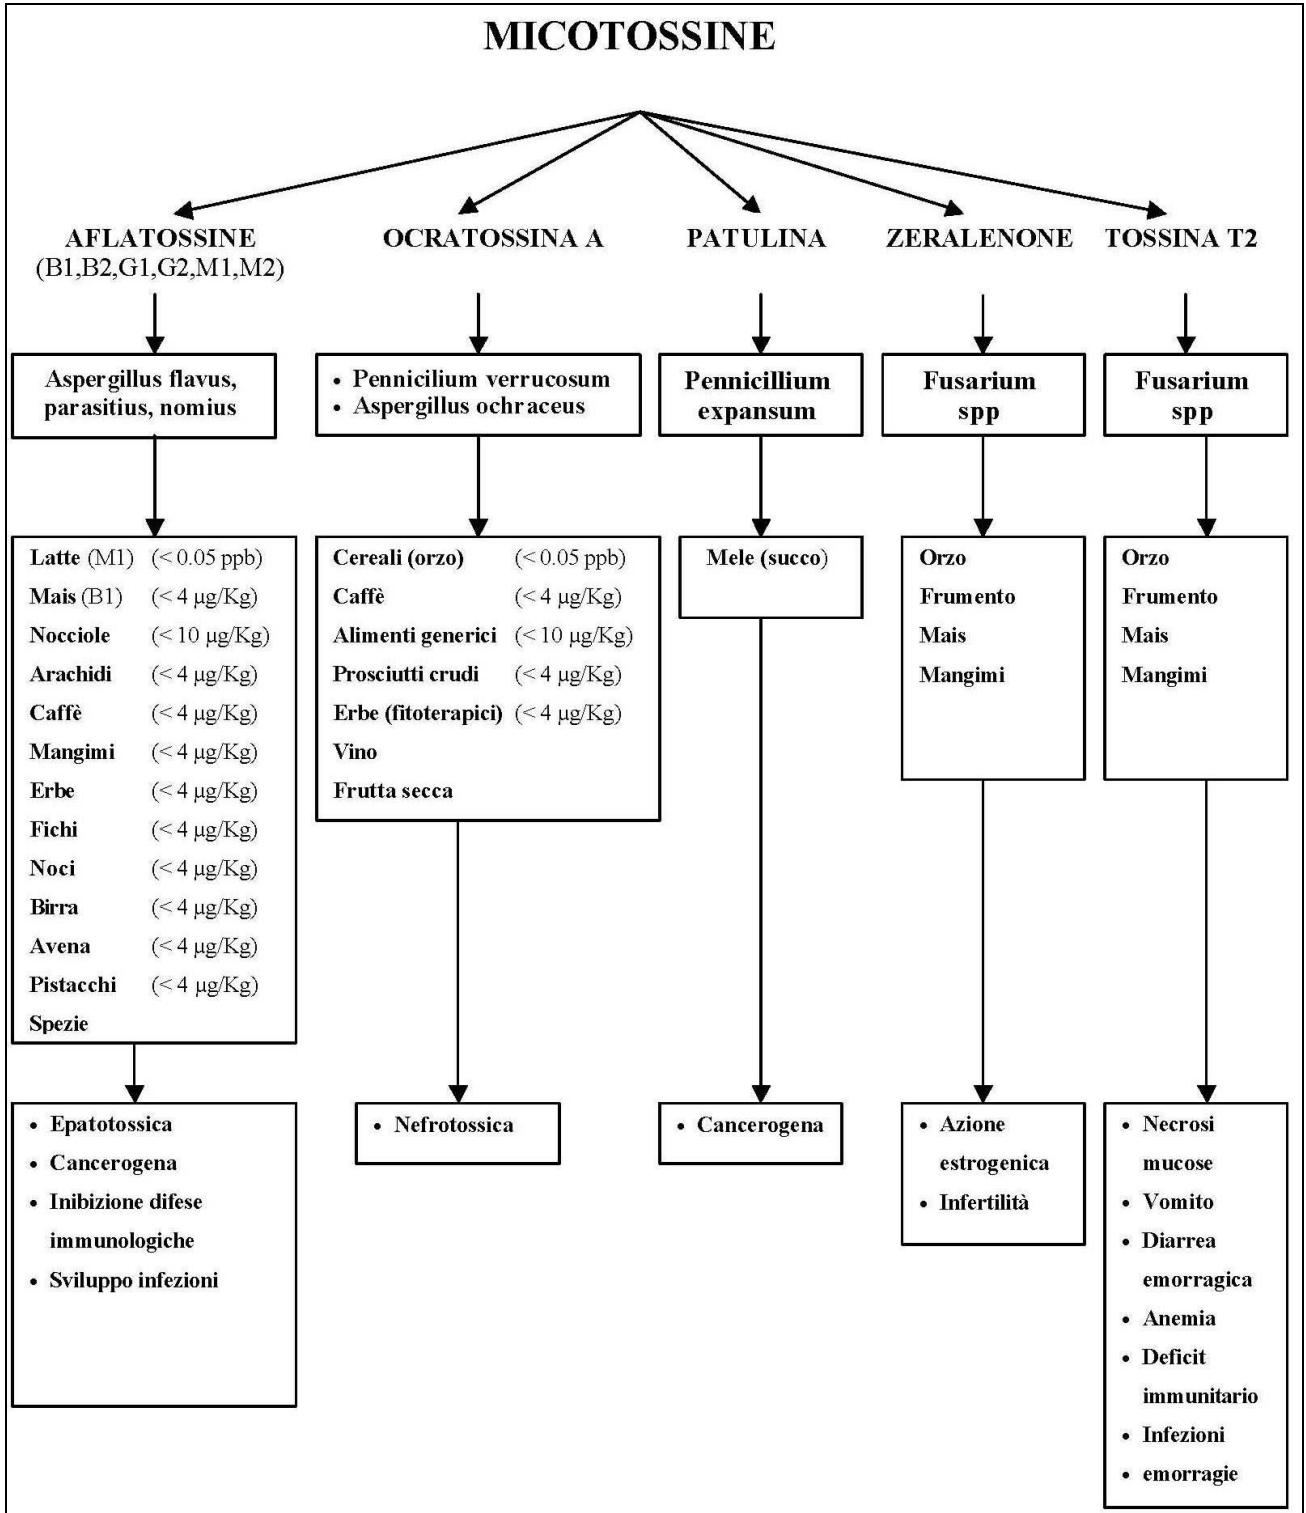 MICOTOSSINE
AFLATOSSINE
(B1,B2,G1,G2,M1,M2)
OCRATOSSINA A
PATULINA
ZERALENONE
TOSSINA T2
Aspergillus flavus,
parasitius, nomius
• Pennicilium verrucosum
• Aspergillus ochraceus
Pennicillium
expansum
Fusarium
spp
Fusarium
spp
Latte (M1) (< 0.05 ppb)
Mais (B1) (< 4 µg/Kg)
Nocciole (< 10 µg/Kg)
Arachidi (< 4 µg/Kg)
Caffè (< 4 µg/Kg)
Mangimi (< 4 µg/Kg)
Erbe (< 4 µg/Kg)
Fichi (< 4 µg/Kg)
Noci (< 4 µg/Kg)
Birra (< 4 µg/Kg)
Avena (< 4 µg/Kg)
Pistacchi (< 4 µg/Kg)
Spezie
Cereali (orzo) (< 0.05 ppb)
Caffè (< 4 µg/Kg)
Alimenti generici (< 10 µg/Kg)
Prosciutti crudi (< 4 µg/Kg)
Erbe (fitoterapici) (< 4 µg/Kg)
Vino
Frutta secca
Mele (succo)
Orzo
Frumento
Mais
Mangimi
Orzo
Frumento
Mais
Mangimi
• Epatotossica
• Cancerogena
• Inibizione difese
immunologiche
• Sviluppo infezioni
• Nefrotossica
• Cancerogena
• Azione
estrogenica
• Infertilità
• Necrosi
mucose
• Vomito
• Diarrea
emorragica
• Anemia
• Deficit
immunitario
• Infezioni
• emorragie